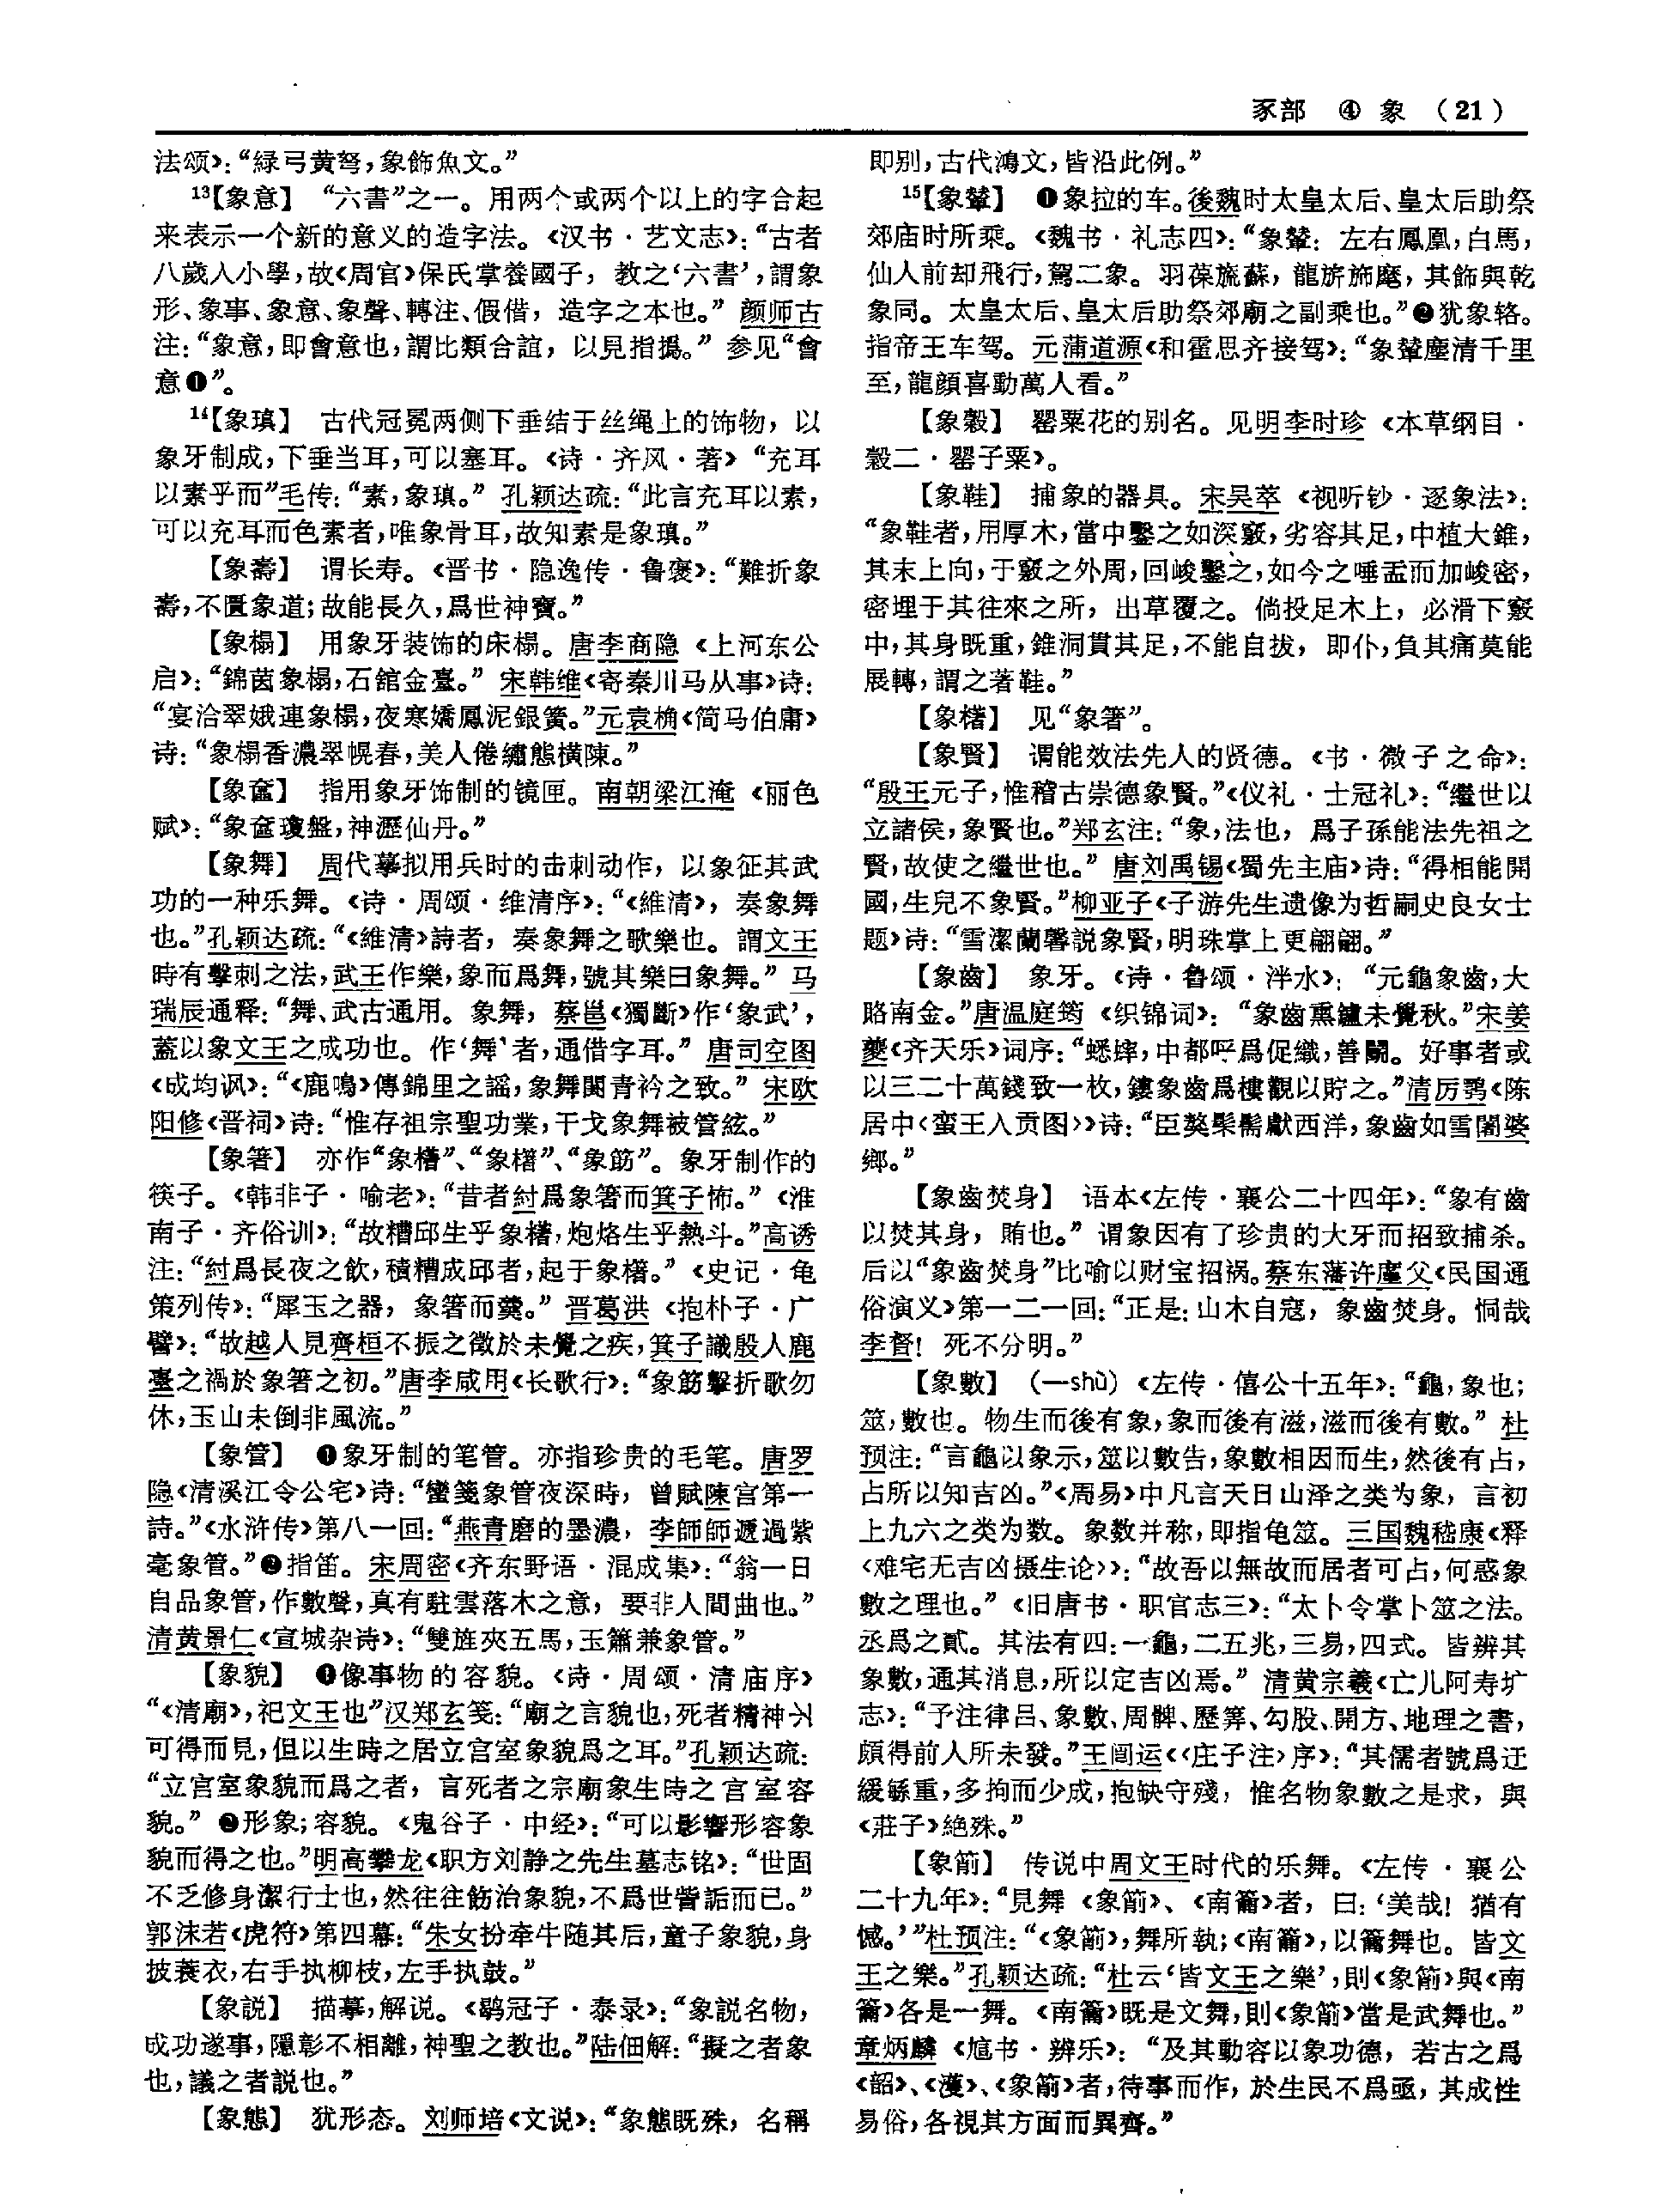 豕部 ④ 象 （21）
法颂》：“緑弓黄弩，象飾魚文。”
¹³【象意】 “六書”之一。用两个或两个以上的字合起
来表示一个新的意义的造字法。《汉书·艺文志》：“古者
八歲入小學，故《周官》保氏掌養國子，教之‘六書’，謂象
形、象事、象意、象聲、轉注、假借，造字之本也。”颜师古
注：“象意，即會意也，謂比類合誼，以見指撝。”参见“會
意❶”。
¹⁴【象瑱】 古代冠冕两侧下垂结于丝绳上的饰物，以
象牙制成，下垂当耳，可以塞耳。《诗·齐风·著》“充耳
以素乎而”毛传：“素，象瑱。”孔颖达疏：“此言充耳以素，
可以充耳而色素者，唯象骨耳，故知素是象瑱。”
【象壽】 谓长寿。《晋书·隐逸传·鲁褒》：“難折象
壽，不匱象道；故能長久，爲世神寶。”
【象榻】 用象牙装饰的床榻。唐李商隐《上河东公
启》：“錦茵象榻，石館金臺。”宋韩维《寄秦川马从事》诗：
“宴洽翠娥連象榻，夜寒嬌鳳泥銀簧。”元袁桷《简马伯庸》
诗：“象榻香濃翠幌春，美人倦繡態橫陳。”
【象奩】 指用象牙饰制的镜匣。南朝梁江淹《丽色
赋》：“象奩瓊盤，神瀝仙丹。”
【象舞】 周代摹拟用兵时的击刺动作，以象征其武
功的一种乐舞。《诗·周颂·维清序》：“《維清》，奏象舞
也。”孔颖达疏：“《維清》詩者，奏象舞之歌樂也。謂文王
時有擊刺之法，武王作樂，象而爲舞，號其樂曰象舞。”马
瑞辰通释：“舞、武古通用。象舞，蔡邕《獨斷》作‘象武’，
蓋以象文王之成功也。作‘舞’者，通借字耳。”唐司空图
《成均讽》：“《鹿鳴》傳錦里之謡，象舞闋青衿之致。”宋欧
阳修《晋祠》诗：“惟存祖宗聖功業，干戈象舞被管絃。”
【象箸】 亦作“象櫡”、“象櫧”、“象筯”。象牙制作的
筷子。《韩非子·喻老》：“昔者紂爲象箸而箕子怖。”《淮
南子·齐俗训》：“故糟邱生乎象櫡，炮烙生乎熱斗。”高诱
注：“紂爲長夜之飲，積糟成邱者，起于象櫡。”《史记·龟
策列传》：“犀玉之器，象箸而羹。”晋葛洪《抱朴子·广
譬》：“故越人見齊桓不振之徵於未覺之疾，箕子識殷人鹿
臺之禍於象箸之初。”唐李咸用《长歌行》：“象筯擊折歌勿
休，玉山未倒非風流。”
【象管】 ❶象牙制的笔管。亦指珍贵的毛笔。唐罗
隐《清溪江令公宅》诗：“蠻箋象管夜深時，曾賦陳宫第一
詩。”《水浒传》第八一回：“燕青磨的墨濃，李師師遞過紫
毫象管。”❷指笛。宋周密《齐东野语·混成集》：“翁一日
自品象管，作數聲，真有駐雲落木之意，要非人間曲也。”
清黄景仁《宣城杂诗》：“雙旌夾五馬，玉簫兼象管。”
【象貌】 ❶像事物的容貌。《诗·周颂·清庙序》
“《清廟》，祀文王也”汉郑玄笺：“廟之言貌也，死者精神不
可得而見，但以生時之居立宫室象貌爲之耳。”孔颖达疏：
“立宫室象貌而爲之者，言死者之宗廟象生時之宫室容
貌。”❷形象；容貌。《鬼谷子·中经》：“可以影響形容象
貌而得之也。”明高攀龙《职方刘静之先生墓志铭》：“世固
不乏修身潔行士也，然往往飭治象貌，不爲世訾詬而已。”
郭沫若《虎符》第四幕：“朱女扮牵牛随其后，童子象貌，身
披蓑衣，右手执柳枝，左手执鼓。”
【象説】 描摹，解说。《鹖冠子·泰录》：“象説名物，
成功遂事，隱彰不相離，神聖之教也。”陆佃解：“擬之者象
也，議之者説也。”
【象態】 犹形态。刘师培《文说》：“象態既殊，名稱
即别，古代鴻文，皆沿此例。”
¹⁵【象輦】 ❶象拉的车。後魏时太皇太后、皇太后助祭
郊庙时所乘。《魏书·礼志四》：“象輦：左右鳳凰，白馬，
仙人前却飛行，駕二象。羽葆旒蘇，龍旂旆麾，其飾與乾
象同。太皇太后、皇太后助祭郊廟之副乘也。”❷犹象辂。
指帝王车驾。元蒲道源《和霍思齐接驾》：“象輦塵清千里
至，龍顔喜動萬人看。”
【象穀】 罂粟花的别名。见明李时珍《本草纲目·
穀二·罂子粟》。
【象鞋】 捕象的器具。宋吴萃《视听钞·逐象法》：
“象鞋者，用厚木，當中鑿之如深竅，劣容其足，中植大錐，
其末上向，于竅之外周，回峻鑿之，如今之唾盂而加峻密，
密埋于其往來之所，出草覆之。倘投足木上，必滑下竅
中，其身既重，錐洞貫其足，不能自拔，即仆，負其痛莫能
展轉，謂之著鞋。”
【象櫡】 见“象箸”。
【象賢】 谓能效法先人的贤德。《书·微子之命》：
“殷王元子，惟稽古崇德象賢。”《仪礼·士冠礼》：“繼世以
立諸侯，象賢也。”郑玄注：“象，法也，爲子孫能法先祖之
賢，故使之繼世也。”唐刘禹锡《蜀先主庙》诗：“得相能開
國，生兒不象賢。”柳亚子《子游先生遗像为哲嗣史良女士
题》诗：“雪潔蘭馨説象賢，明珠掌上更翩翩。”
【象齒】 象牙。《诗·鲁颂·泮水》：“元龜象齒，大
賂南金。”唐温庭筠《织锦词》：“象齒熏鑪未覺秋。”宋姜
夔《齐天乐》词序：“蟋蟀，中都呼爲促織，善鬭。好事者或
以三二十萬錢致一枚，鏤象齒爲樓觀以貯之。”清厉鹗《陈
居中〈蛮王入贡图〉》诗：“臣獒髹髵獻西洋，象齒如雪闍婆
鄉。”
【象齒焚身】 语本《左传·襄公二十四年》：“象有齒
以焚其身，賄也。”谓象因有了珍贵的大牙而招致捕杀。
后以“象齒焚身”比喻以财宝招祸。蔡东藩许廑父《民国通
俗演义》第一二一回：“正是：山木自寇，象齒焚身。恫哉
李督！死不分明。”
【象數】 （—shù）《左传·僖公十五年》：“龜，象也；
筮，數也。物生而後有象，象而後有滋，滋而後有數。”杜
预注：“言龜以象示，筮以數告，象數相因而生，然後有占，
占所以知吉凶。”《周易》中凡言天日山泽之类为象，言初
上九六之类为数。象数并称，即指龟筮。三国魏嵇康《释
〈难宅无吉凶摄生论〉》：“故吾以無故而居者可占，何惑象
數之理也。”《旧唐书·职官志三》：“太卜令掌卜筮之法。
丞爲之貳。其法有四：一龜，二五兆，三易，四式。皆辨其
象數，通其消息，所以定吉凶焉。”清黄宗羲《亡儿阿寿圹
志》：“予注律吕、象數、周髀、歷筭、勾股、開方、地理之書，
頗得前人所未發。”王闿运《〈庄子注〉序》：“其儒者號爲迂
緩緐重，多拘而少成，抱缺守殘，惟名物象數之是求，與
《莊子》絶殊。”
【象箾】 传说中周文王时代的乐舞。《左传·襄公
二十九年》：“見舞《象箾》、《南籥》者，曰：‘美哉！猶有
憾。’”杜预注：“《象箾》，舞所執；《南籥》，以籥舞也。皆文
王之樂。”孔颖达疏：“杜云‘皆文王之樂’，則《象箾》與《南
籥》各是一舞。《南籥》既是文舞，則《象箾》當是武舞也。”
章炳麟《訄书·辨乐》：“及其動容以象功德，若古之爲
《韶》、《濩》、《象箾》者，待事而作，於生民不爲亟，其成性
易俗，各視其方面而異齊。”